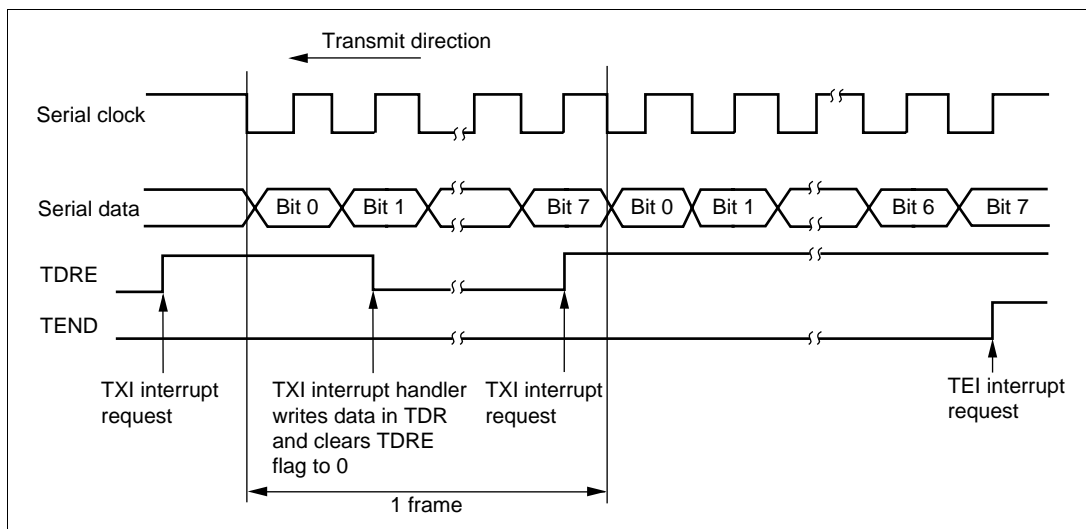 Transmit direction
Serial clock
Serial data
Bit 0
Bit 1
Bit 7
Bit 0
Bit 1
Bit 6
Bit 7
TDRE
TEND
TXI interrupt
request
TXI interrupt handler
writes data in TDR
and clears TDRE
flag to 0
TXI interrupt
request
TEI interrupt
request
1 frame